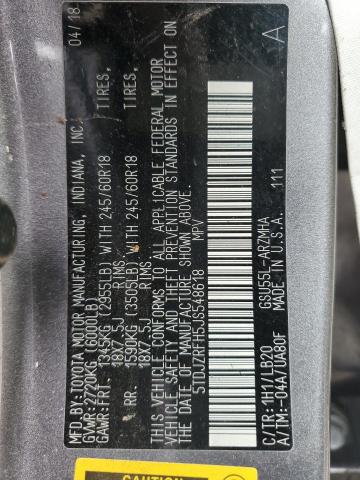 MFD. BY:TOYOTA MOTOR MANUFACTURING, INDIANA, INC. 04/18
GVWR: 2720KG (6000LB)
GAWR: FRT. 1345KG (2955LB) WITH 245/60R18 TIRES,
18X7.5J RIMS
RR. 1590KG (3505LB) WITH 245/60R18 TIRES,
18X7.5J RIMS
THIS VEHICLE CONFORMS TO ALL APPLICABLE FEDERAL MOTOR
VEHICLE SAFETY AND THEFT PREVENTION STANDARDS IN EFFECT
ON THE DATE OF MANUFACTURE SHOWN ABOVE.
5TDJZRFH5JS548618 MPV
A
C/TR:1H1/LB20 GSU55L-ARZMHA
A/TM:-04A/UA80F MADE IN U.S.A. 111